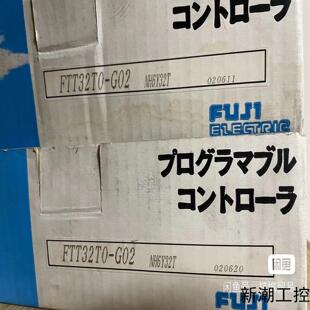 コントローラ
FTT32T0-G02 NH6Y32T 020611
FUJI
ELECTRIC
プログラマブル
コントローラ
FTT32T0-G02 NH6Y32T 020620
FUJI
闲鱼
新潮工控